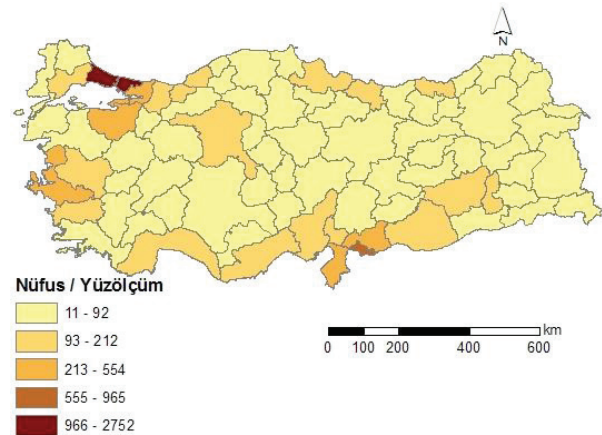 N
Nüfus / Yüzölçüm
11 - 92
93 - 212
213 - 554
555 - 965
966 - 2752
km
0 100 200 400 600